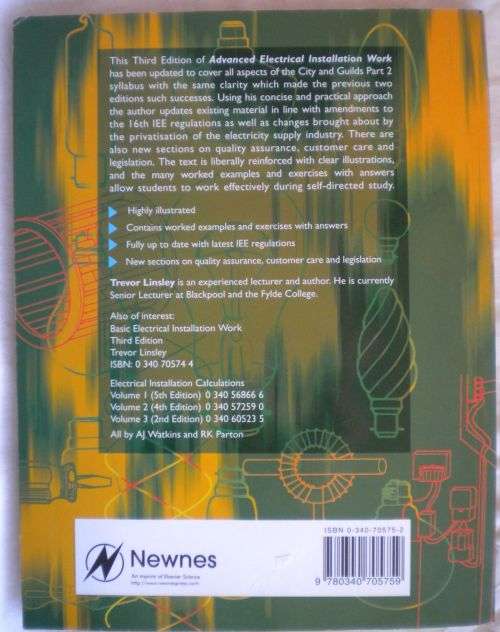 This Third Edition of Advanced Electrical Installation Work
has been updated to cover all aspects of the City and Guilds Part 2
syllabus with the same clarity which made the previous two
editions such successes. Using his concise and practical approach
the author updates existing material in line with amendments to
the 16th IEE regulations as well as changes brought about by
the privatisation of the electricity supply industry. There are
also new sections on quality assurance, customer care and
legislation. The text is liberally reinforced with clear illustrations,
and the many worked examples and exercises with answers
allow students to work effectively during self-directed study.
Highly illustrated
Contains worked examples and exercises with answers
Fully up to date with latest IEE regulations
New sections on quality assurance, customer care and legislation
Trevor Linsley is an experienced lecturer and author. He is currently
Senior Lecturer at Blackpool and the Fylde College.
Also of interest:
Basic Electrical Installation Work
Third Edition
Trevor Linsley
ISBN: 0 340 70574 4
Electrical Installation Calculations
Volume 1 (5th Edition) 0 340 56866 6
Volume 2 (4th Edition) 0 340 57259 0
Volume 3 (2nd Edition) 0 340 60523 5
All by AJ Watkins and RK Parton
Newnes
An imprint of Elsevier Science
http://www.newnespress.com
ISBN 0-340-70575-2
9 780340 705759